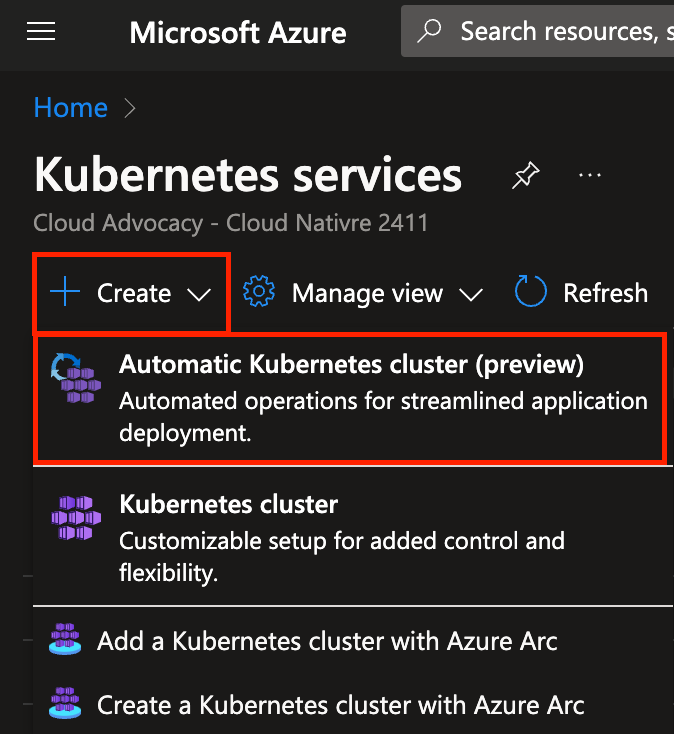 Microsoft Azure
Search resources, s
Home
Kubernetes services
Cloud Advocacy - Cloud Nativre 2411
Create
Manage view
Refresh
Automatic Kubernetes cluster (preview)
Automated operations for streamlined application
deployment.
Kubernetes cluster
Customizable setup for added control and
flexibility.
Add a Kubernetes cluster with Azure Arc
Create a Kubernetes cluster with Azure Arc